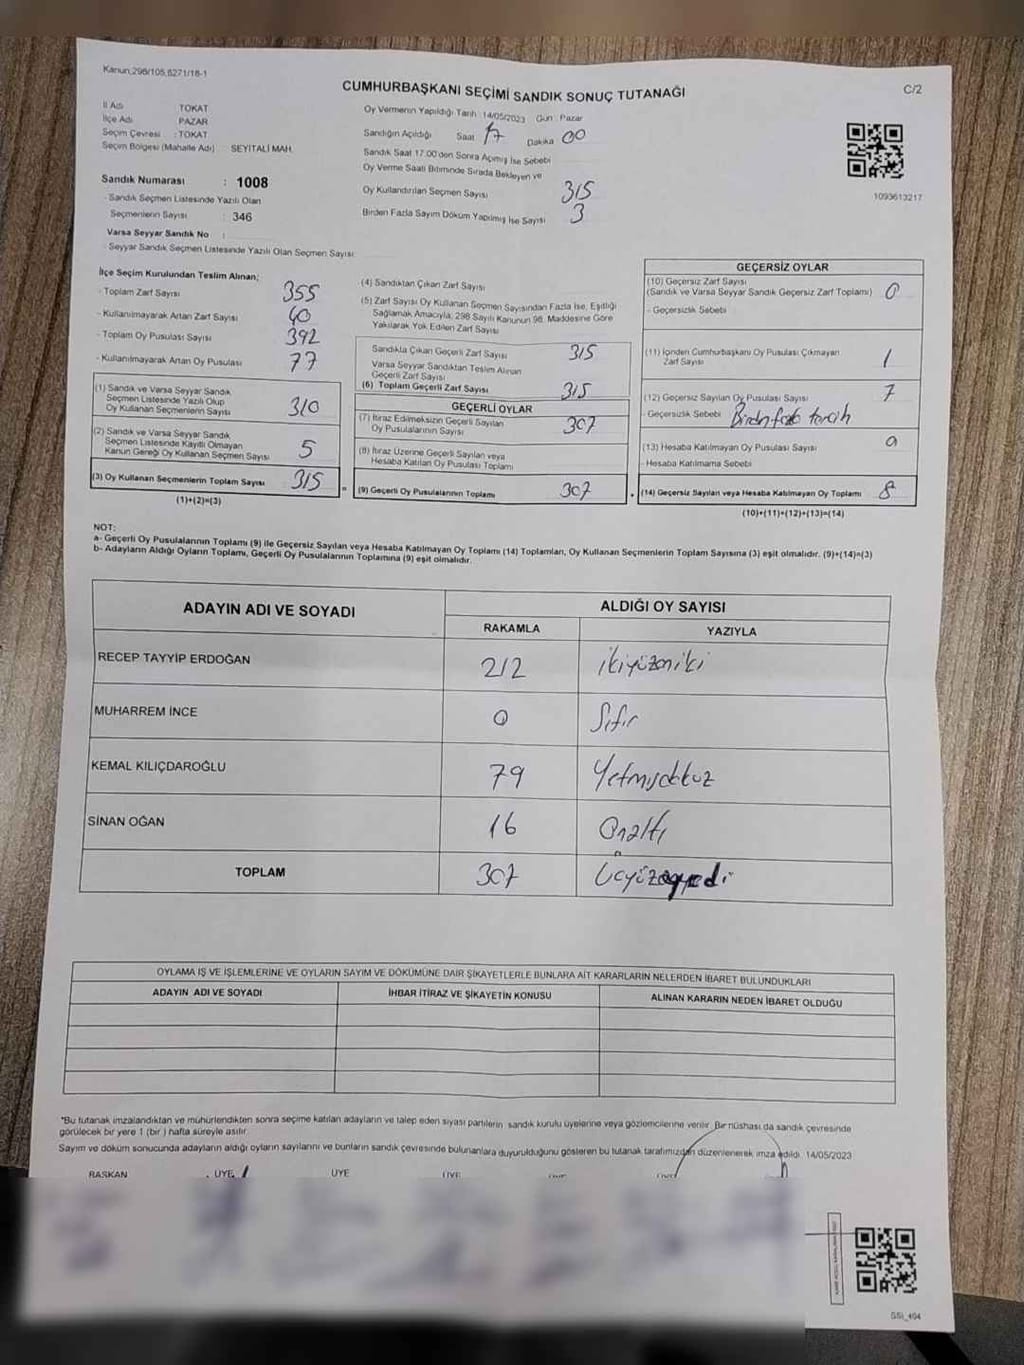 Kanun,298/105,6271/18-1
CUMHURBAŞKANI SEÇİMİ SANDIK SONUÇ TUTANAĞI
C/2
İl Adı : TOKAT
İlçe Adı : PAZAR
Seçim Çevresi : TOKAT
Seçim Bölgesi (Mahalle Adı) : SEYİTALİ MAH.
Sandık Numarası : 1008
Sandık Seçmen Listesinde Yazılı Olan
Seçmenlerin Sayısı : 346
Varsa Seyyar Sandık No :
Seyyar Sandık Seçmen Listesinde Yazılı Olan Seçmen Sayısı:
Oy Vermenin Yapıldığı Tarih :14/05/2023 Gün : Pazar
Sandığın Açıldığı Saat 17 Dakika 00
Sandık Saat 17:00'den Sonra Açılmış İse Sebebi
Oy Verme Saati Bitiminde Sırada Bekleyen ve
Oy Kullandırılan Seçmen Sayısı 315
Birden Fazla Sayım Döküm Yapılmış İse Sayısı 3
1093613217
İlçe Seçim Kurulundan Teslim Alınan;
- Toplam Zarf Sayısı 355
- Kullanılmayarak Artan Zarf Sayısı 40
- Toplam Oy Pusulası Sayısı 392
- Kullanılmayarak Artan Oy Pusulası 77
(1) Sandık ve Varsa Seyyar Sandık
Seçmen Listesinde Yazılı Olup
Oy Kullanan Seçmenlerin Sayısı 310
(2) Sandık ve Varsa Seyyar Sandık
Seçmen Listesinde Kayıtlı Olmayan
Kanun Gereği Oy Kullanan Seçmen Sayısı 5
(3) Oy Kullanan Seçmenlerin Toplam Sayısı 315
(1)+(2)=(3)
(4) Sandıktan Çıkan Zarf Sayısı
(5) Zarf Sayısı Oy Kullanan Seçmen Sayısından Fazla İse, Eşitliği
Sağlamak Amacıyla; 298 Sayılı Kanunun 98. Maddesine Göre
Yakılarak Yok Edilen Zarf Sayısı
Sandıkta Çıkan Geçerli Zarf Sayısı 315
Varsa Seyyar Sandıktan Teslim Alınan
Geçerli Zarf Sayısı
(6) Toplam Geçerli Zarf Sayısı 315
GEÇERLİ OYLAR
(7) İtiraz Edilmeksizin Geçerli Sayılan
Oy Pusulalarının Sayısı 307
(8) İtiraz Üzerine Geçerli Sayılan veya
Hesaba Katılan Oy Pusulası Toplamı
(9) Geçerli Oy Pusulalarının Toplamı 307
GEÇERSİZ OYLAR
(10) Geçersiz Zarf Sayısı
(Sandık ve Varsa Seyyar Sandık Geçersiz Zarf Toplamı) 0
- Geçersizlik Sebebi
(11) İçinden Cumhurbaşkanı Oy Pusulası Çıkmayan
Zarf Sayısı 1
(12) Geçersiz Sayılan Oy Pusulası Sayısı 7
- Geçersizlik Sebebi Birden fazla tercih
(13) Hesaba Katılmayan Oy Pusulası Sayısı 0
- Hesaba Katılmama Sebebi
(14) Geçersiz Sayılan veya Hesaba Katılmayan Oy Toplamı 8
(10)+(11)+(12)+(13)=(14)
NOT:
a- Geçerli Oy Pusulalarının Toplamı (9) ile Geçersiz Sayılan veya Hesaba Katılmayan Oy Toplamı (14) Toplamları, Oy Kullanan Seçmenlerin Toplam Sayısına (3) eşit olmalıdır. (9)+(14)=(3)
b- Adayların Aldığı Oyların Toplamı, Geçerli Oy Pusulalarının Toplamına (9) eşit olmalıdır.
ADAYIN ADI VE SOYADI
ALDIĞI OY SAYISI
RAKAMLA YAZIYLA
RECEP TAYYİP ERDOĞAN 212 ikiyüzoniki
MUHARREM İNCE 0 Sıfır
KEMAL KILIÇDAROĞLU 79 Yetmişdokuz
SİNAN OĞAN 16 Onaltı
TOPLAM 307 Üçyüzyedi
OYLAMA İŞ VE İŞLEMLERİNE VE OYLARIN SAYIM VE DÖKÜMÜNE DAİR ŞİKAYETLERLE BUNLARA AİT KARARLARIN NELERDEN İBARET BULUNDUKLARI
ADAYIN ADI VE SOYADI İHBAR İTİRAZ VE ŞİKAYETİN KONUSU ALINAN KARARIN NEDEN İBARET OLDUĞU
*Bu tutanak imzalandıktan ve mühürlendikten sonra seçime katılan adayların ve talep eden siyasi partilerin sandık kurulu üyelerine veya gözlemcilerine verilir. Bir nüshası da sandık çevresinde
görülecek bir yere 1 (bir ) hafta süreyle asılır.
Sayım ve döküm sonucunda adayların aldığı oyların sayılarını ve bunların sandık çevresinde bulunanlara duyurulduğunu gösteren bu tutanak tarafımızdan düzenlenerek imza edildi. 14/05/2023
BAŞKAN ÜYE ÜYE ÜYE
SSİ_404